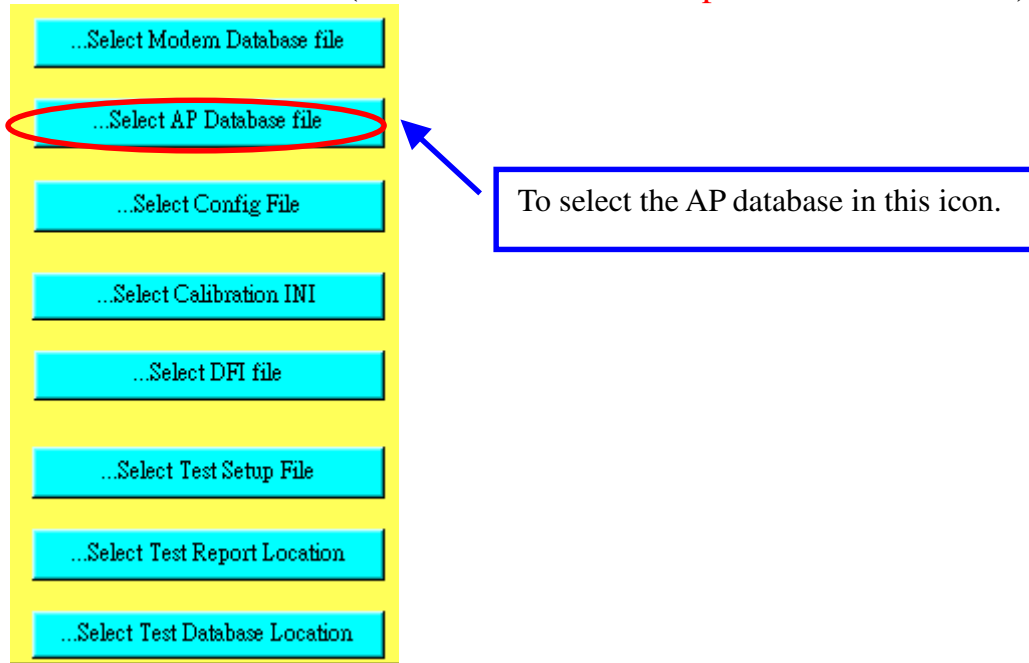 ...Select Modem Database file
...Select AP Database file
To select the AP database in this icon.
...Select Config File
...Select Calibration INI
...Select DFI file
...Select Test Setup File
...Select Test Report Location
...Select Test Database Location